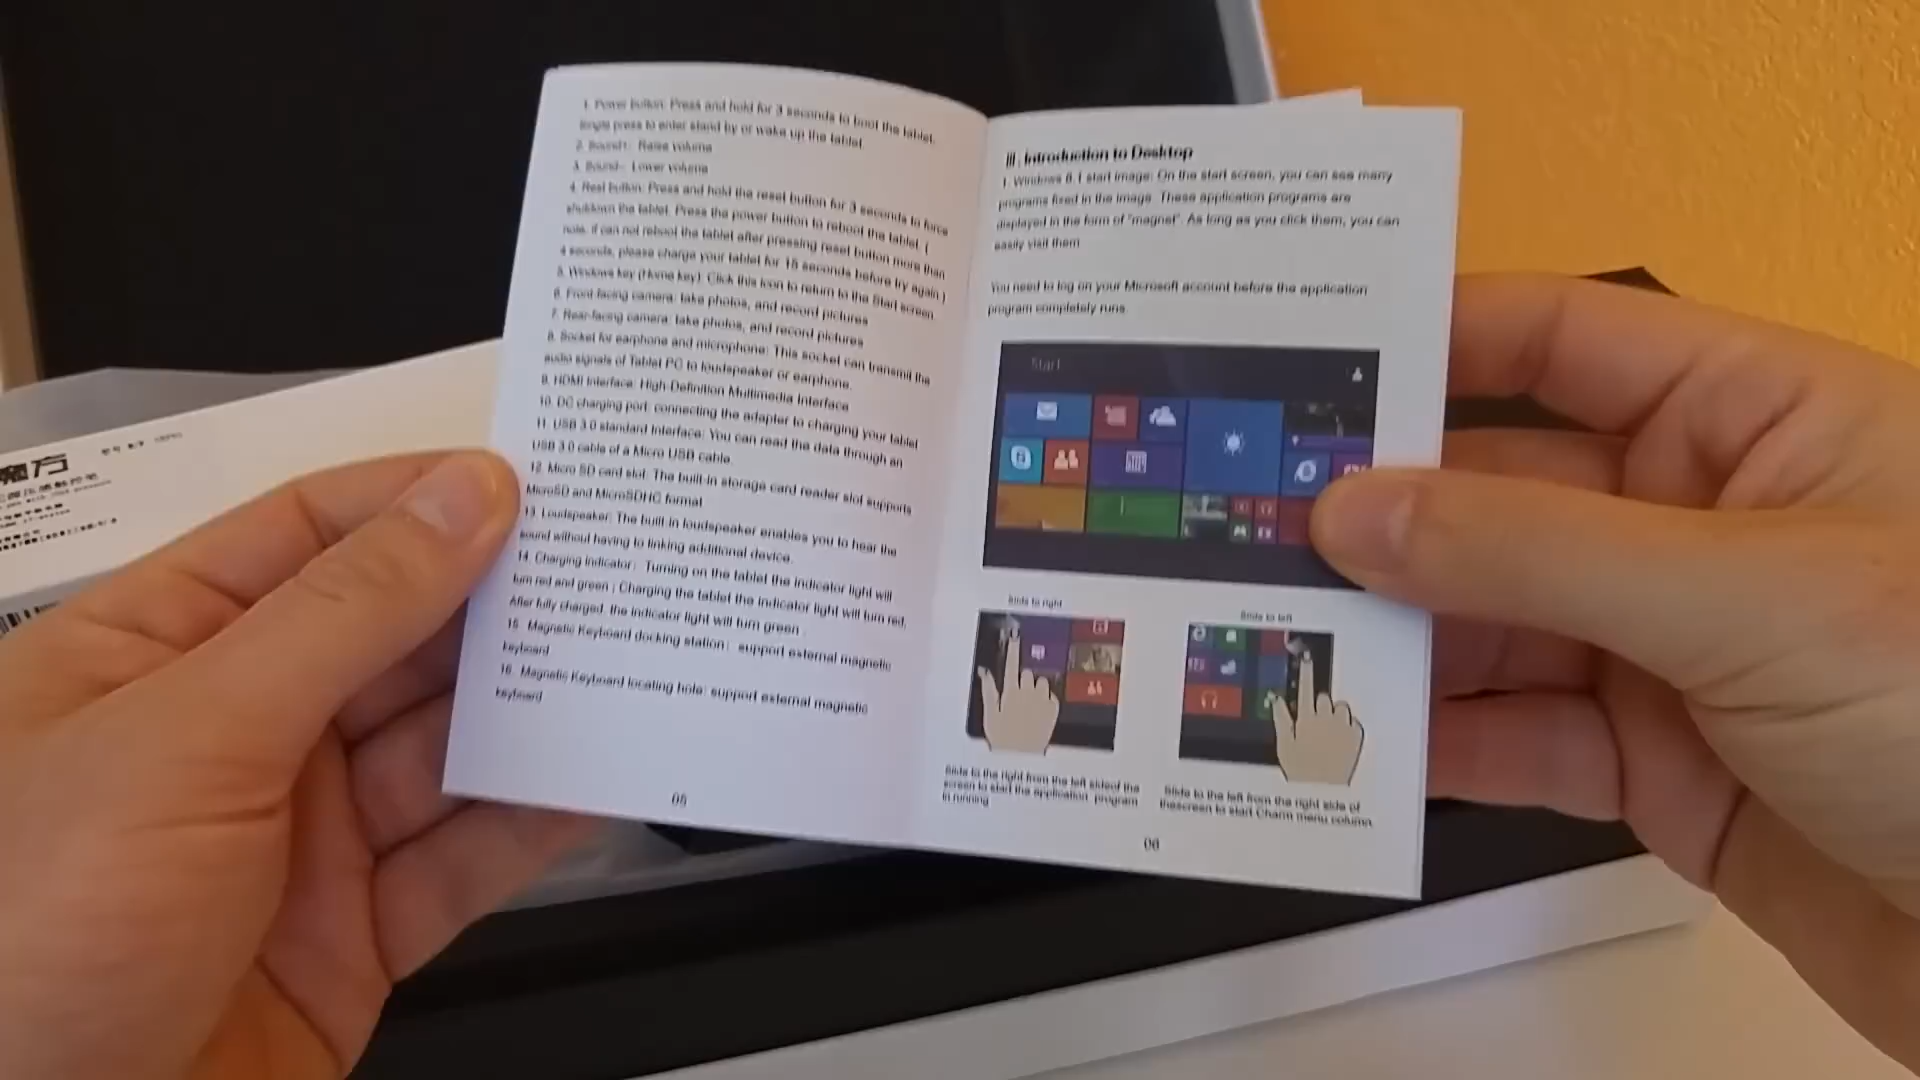 1. Power button: Press and hold for 3 seconds to boot the tablet,
single press to enter stand by or wake up the tablet.
2. Sound+: Raise volume
3. Sound-: Lower volume
4. Rest button: Press and hold the reset button for 3 seconds to force
shutdown the tablet. Press the power button to reboot the tablet. (
note: if can not reboot the tablet after pressing reset button more than
4 seconds, please charge your tablet for 15 seconds before try again.)
5. Windows key (Home key): Click this icon to return to the Start screen.
6. Front-facing camera: take photos, and record pictures
7. Rear-facing camera: take photos, and record pictures
8. Socket for earphone and microphone: This socket can transmit the
audio signals of Tablet PC to loudspeaker or earphone.
9. HDMI Interface: High-Definition Multimedia Interface
10. DC charging port: connecting the adapter to charging your tablet
11. USB 3.0 standard Interface: You can read the data through an
USB 3.0 cable of a Micro USB cable.
12. Micro SD card slot: The built-in storage card reader slot supports
MicroSD and MicroSDHC format
13. Loudspeaker: The built-in loudspeaker enables you to hear the
sound without having to linking additional device.
14. Charging indicator: Turning on the tablet the indicator light will
turn red and green ; Charging the tablet the indicator light will turn red,
After fully charged, the indicator light will turn green .
15. Magnetic Keyboard docking station: support external magnetic
keyboard
16. Magnetic Keyboard locating hole: support external magnetic
keyboard
05
III. Introduction to Desktop
1. Windows 8.1 start image: On the start screen, you can see many
programs fixed in the image. These application programs are
displayed in the form of "magnet". As long as you click them, you can
easily visit them
You need to log on your Microsoft account before the application
program completely runs.
Start
Slide to right
Slide to left
Slide to the right from the left sideof the
screen to start the application program
in running
Slide to the left from the right side of
thescreen to start Charm menu column
06
魔方